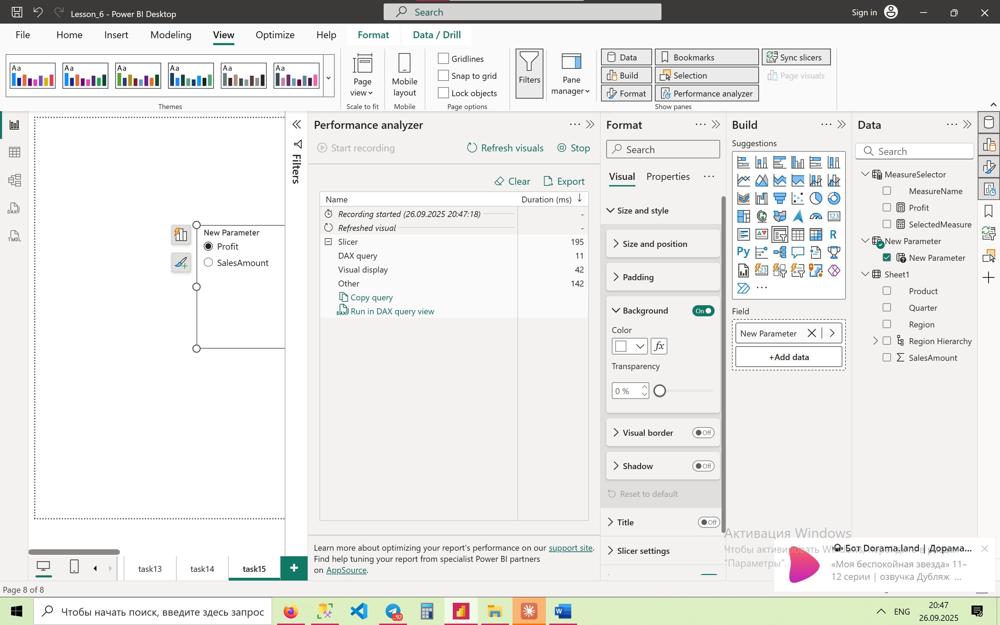 Lesson_6 - Power BI Desktop
Search
Sign in
File
Home
Insert
Modeling
View
Optimize
Help
Format
Data / Drill
Aa
Aa
Aa
Aa
Aa
Aa
Themes
Page
view
Scale to fit
Mobile
layout
Mobile
Gridlines
Snap to grid
Lock objects
Page options
Filters
Pane
manager
Data
Build
Format
Bookmarks
Selection
Performance analyzer
Sync slicers
Page visuals
Show panes
DAX
TMDL
New Parameter
Profit
SalesAmount
Filters
Performance analyzer
Start recording
Refresh visuals
Stop
Clear
Export
Name
Duration (ms)
Recording started (26.09.2025 20:47:18)
-
Refreshed visual
-
Slicer
195
DAX query
11
Visual display
42
Other
142
Copy query
DAX
Run in DAX query view
Learn more about optimizing your report's performance on our support site.
Find help tuning your report from specialist Power BI partners
on AppSource.
Format
Search
Visual
Properties
Size and style
Size and position
Padding
Background
On
Color
fx
Transparency
0 %
Visual border
Off
Shadow
Off
Reset to default
Title
Off
Slicer settings
Build
Suggestions
123
R
Py
123
Field
New Parameter
+Add data
Data
Search
MeasureSelector
MeasureName
Profit
SelectedMeasure
New Parameter
New Parameter
Sheet1
Product
Quarter
Region
Region Hierarchy
SalesAmount
Активация Windows
Чтобы активировать Windows, перейдите в раздел
"Параметры".
Бот Dorama.land | Дорама...
«Моя беспокойная звезда» 11–
12 серии | озвучка Дубляж ...
task13
task14
task15
Page 8 of 8
Чтобы начать поиск, введите здесь запрос
..92
W
ENG
20:47
26.09.2025